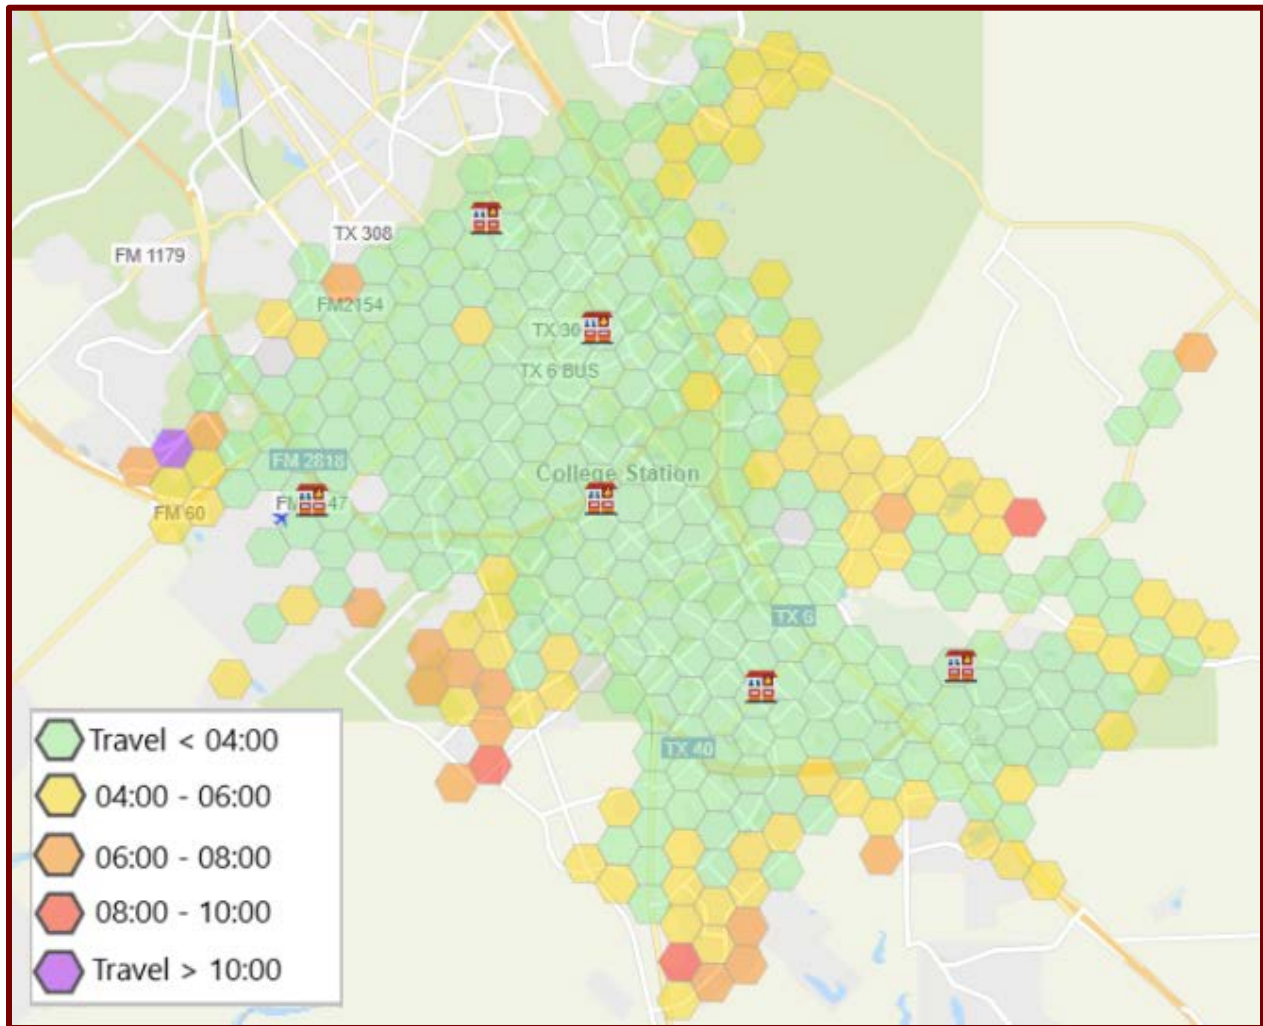 TX 308
FM 1179
FM2154
TX 30
TX 6 BUS
FM 2818
College Station
47
FM 60
TX 6
TX 40
Travel < 04:00
04:00 - 06:00
06:00 - 08:00
08:00 - 10:00
Travel > 10:00